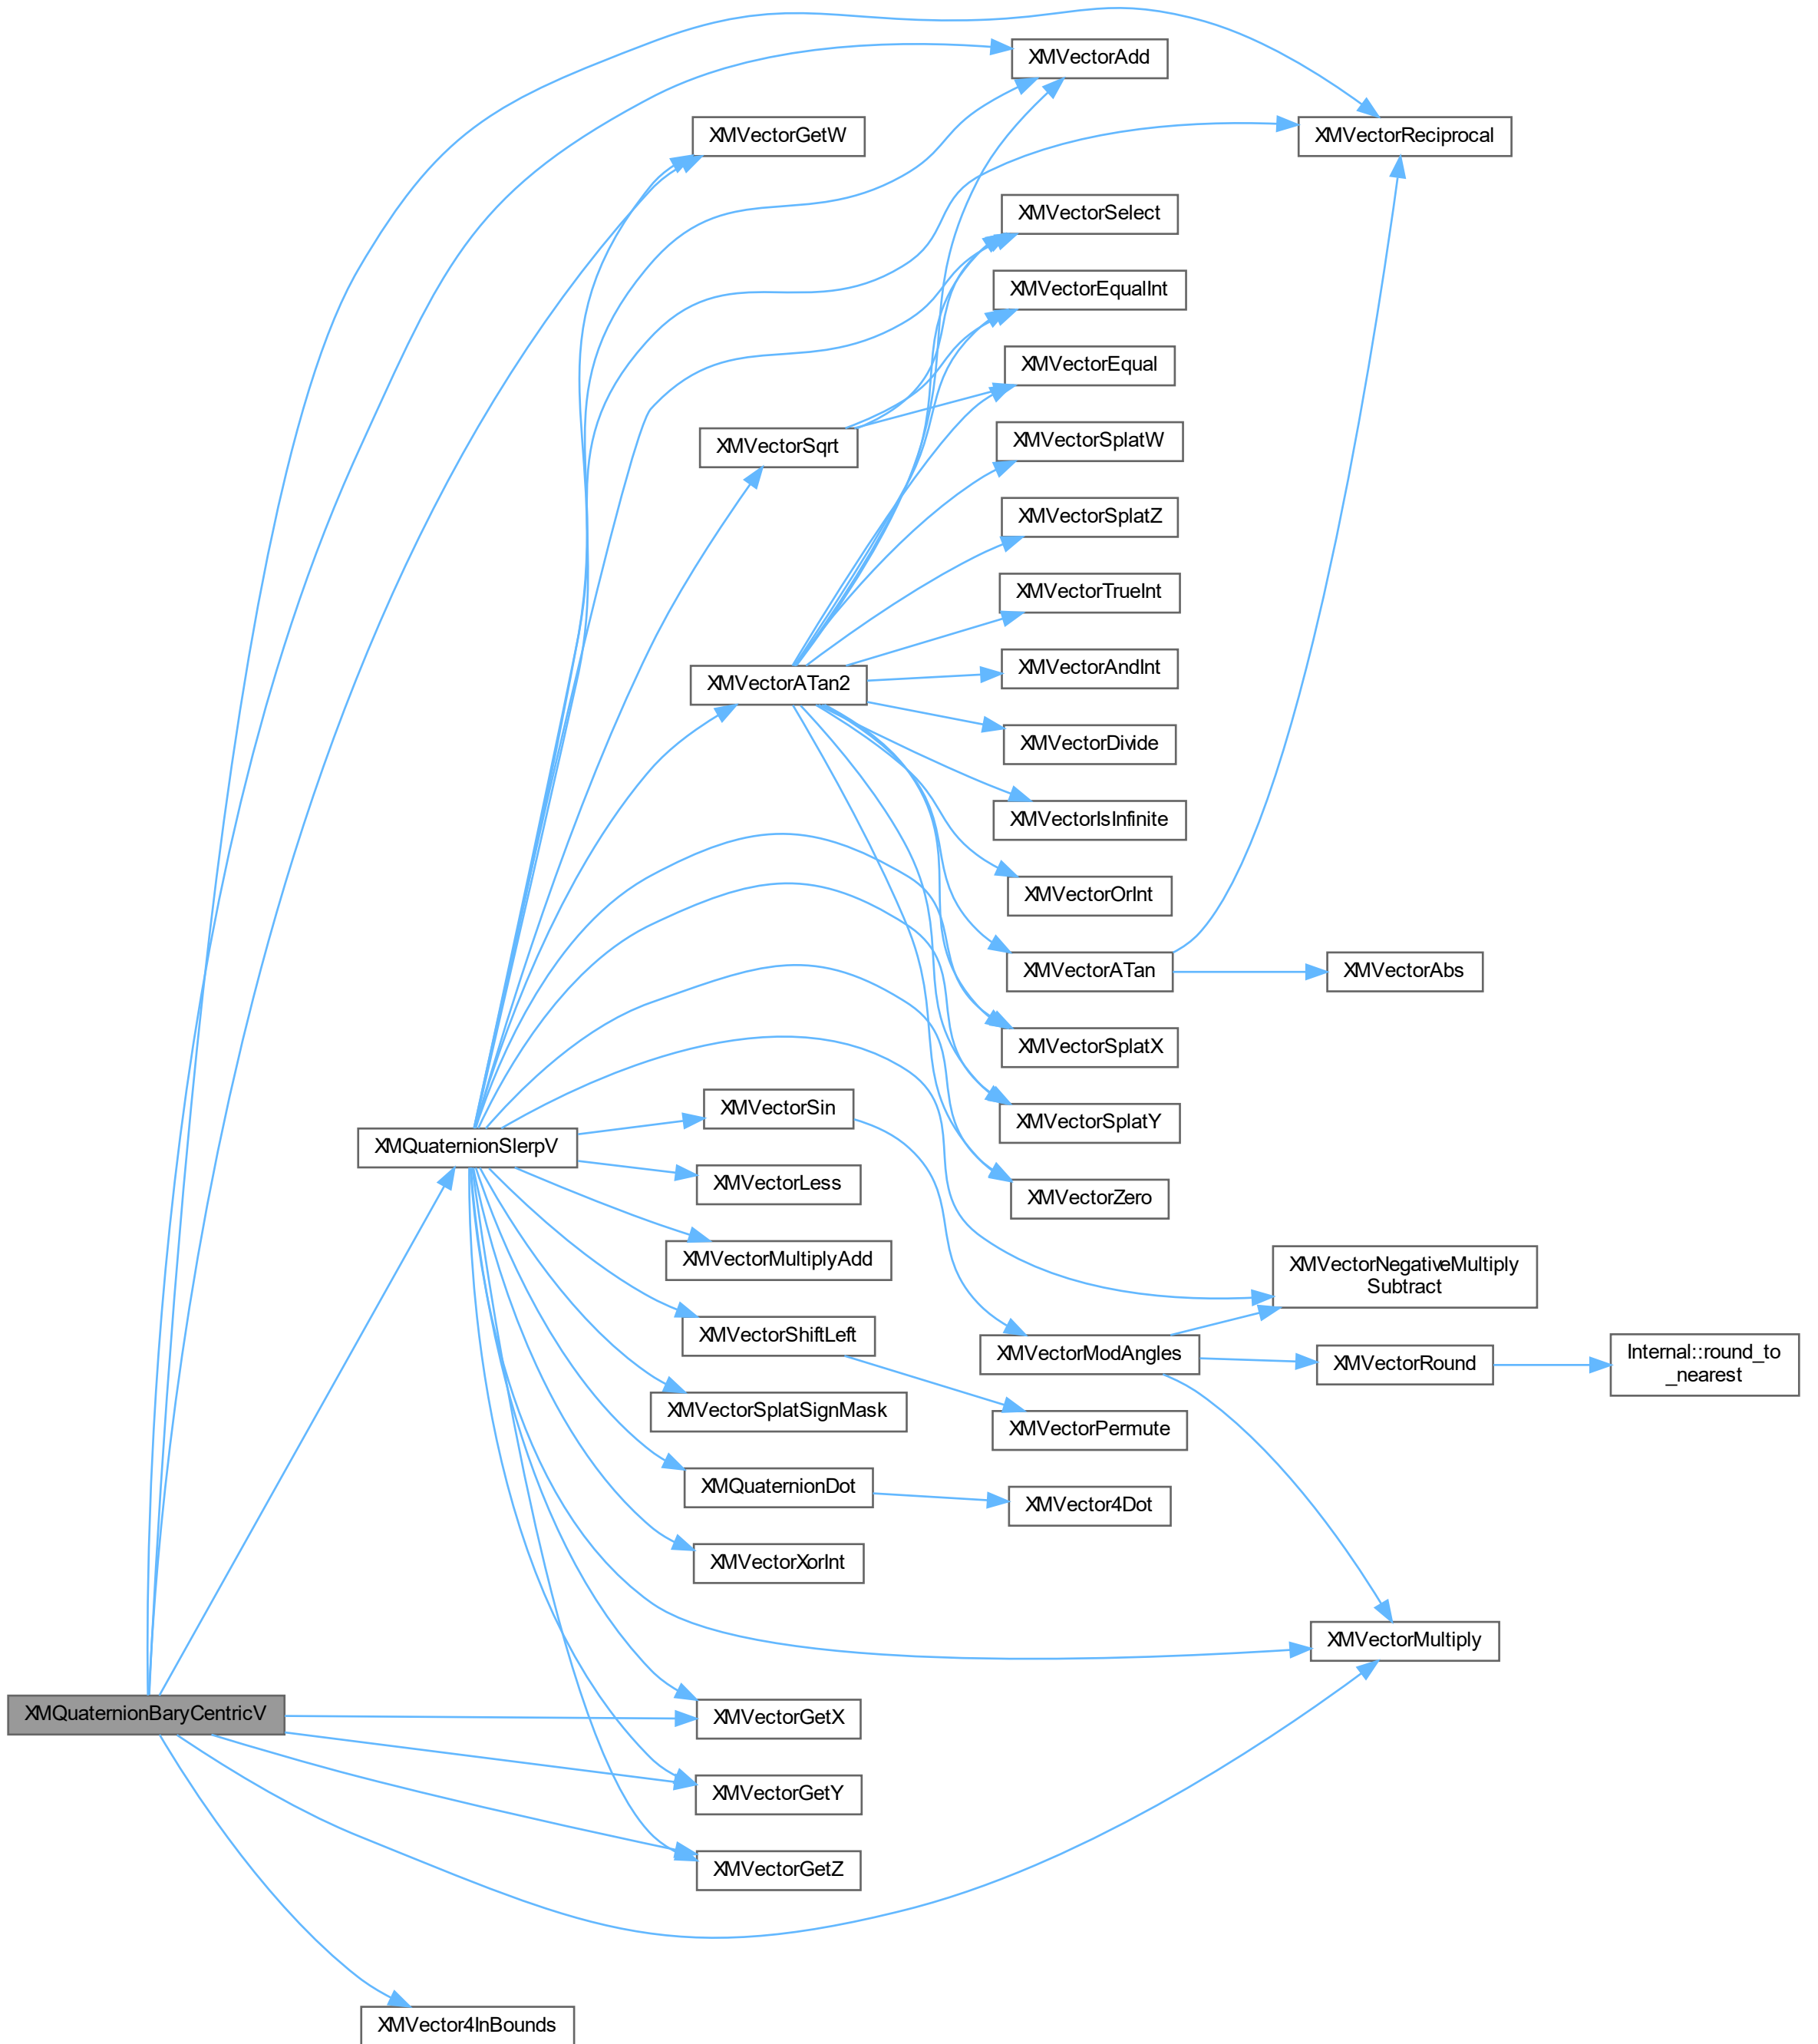 XMVectorAdd
XMVectorGetW
XMVectorReciprocal
XMVectorSelect
XMVectorEqualInt
XMVectorEqual
XMVectorSqrt
XMVectorSplatW
XMVectorSplatZ
XMVectorTrueInt
XMVectorATan2
XMVectorAndInt
XMVectorDivide
XMVectorIsInfinite
XMVectorOrInt
XMVectorATan
XMVectorAbs
XMVectorSplatX
XMVectorSin
XMVectorSplatY
XMQuaternionSlerpV
XMVectorLess
XMVectorZero
XMVectorMultiplyAdd
XMVectorNegativeMultiply
Subtract
XMVectorShiftLeft
XMVectorModAngles
XMVectorRound
Internal::round_to
_nearest
XMVectorSplatSignMask
XMVectorPermute
XMQuaternionDot
XMVector4Dot
XMVectorXorInt
XMVectorMultiply
XMQuaternionBaryCentricV
XMVectorGetX
XMVectorGetY
XMVectorGetZ
XMVector4InBounds